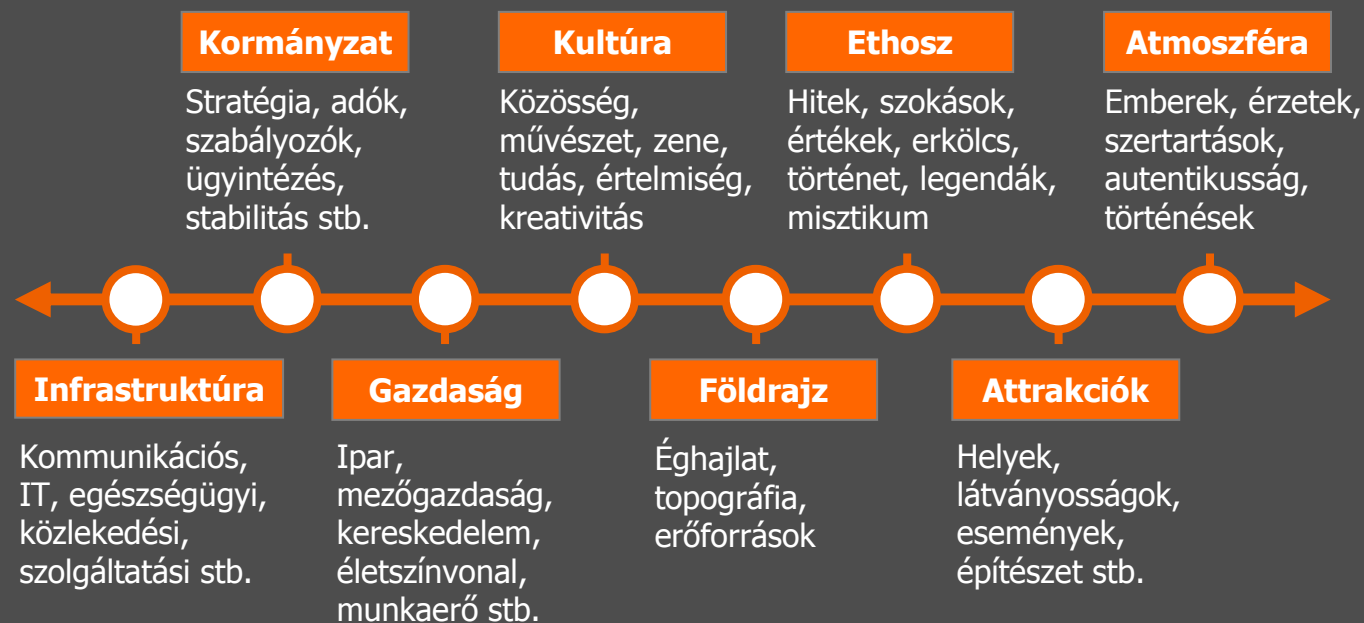 Kormányzat
Stratégia, adók,
szabályozók,
ügyintézés,
stabilitás stb.
Kultúra
Közösség,
művészet, zene,
tudás, értelmiség,
kreativitás
Ethosz
Hitek, szokások,
értékek, erkölcs,
történet, legendák,
misztikum
Atmoszféra
Emberek, érzetek,
szertartások,
autentikusság,
történések
Infrastruktúra
Kommunikációs,
IT, egészségügyi,
közlekedési,
szolgáltatási stb.
Gazdaság
Ipar,
mezőgazdaság,
kereskedelem,
életszínvonal,
munkaerő stb.
Földrajz
Éghajlat,
topográfia,
erőforrások
Attrakciók
Helyek,
látványosságok,
események,
építészet stb.